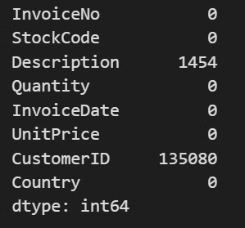 InvoiceNo 0
StockCode 0
Description 1454
Quantity 0
InvoiceDate 0
UnitPrice 0
CustomerID 135080
Country 0
dtype: int64